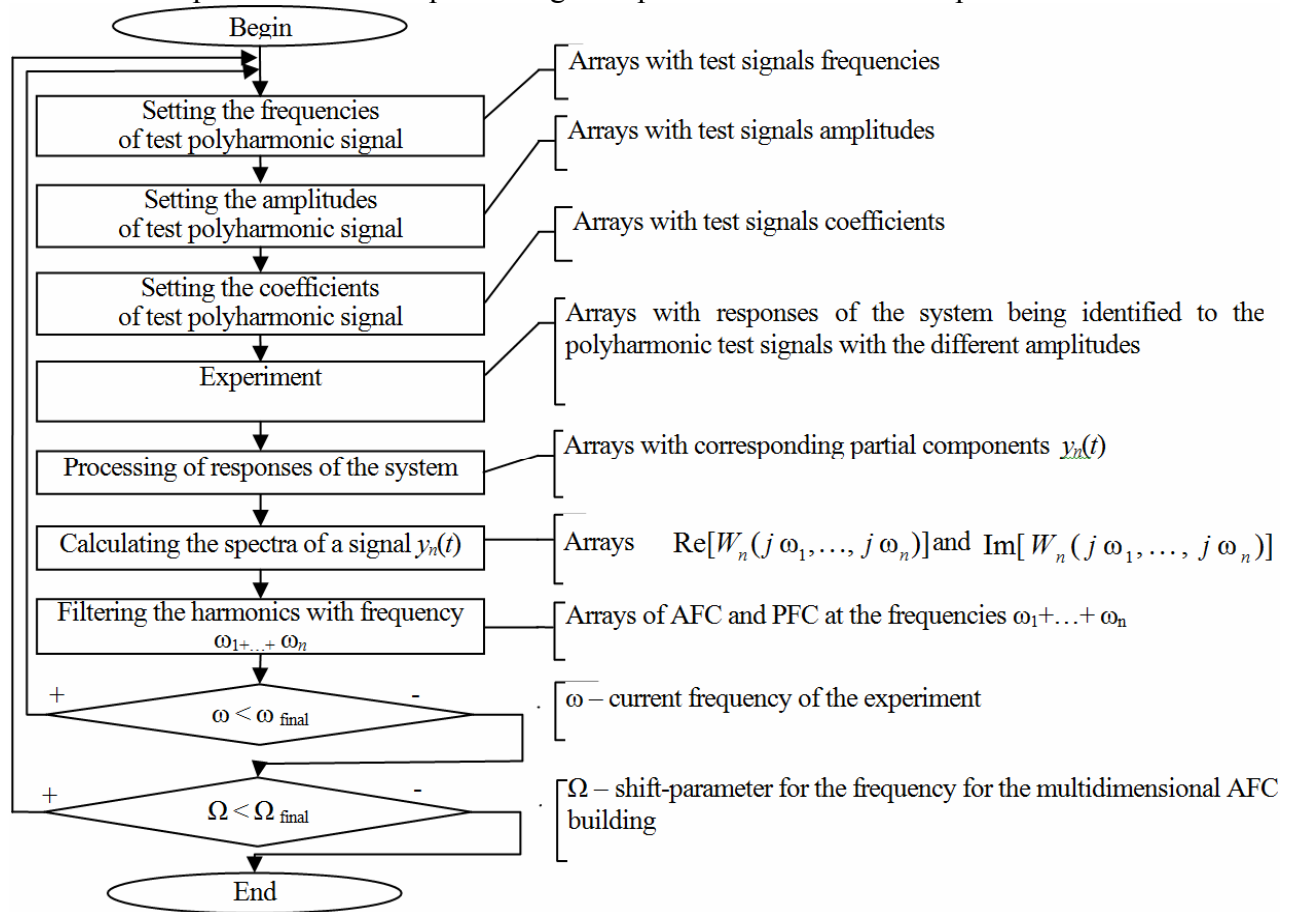 Begin
Arrays with test signals frequencies
Setting the frequencies
of test polyharmonic signal
Arrays with test signals amplitudes
Setting the amplitudes
of test polyharmonic signal
Arrays with test signals coefficients
Setting the coefficients
of test polyharmonic signal
Arrays with responses of the system being identified to the
polyharmonic test signals with the different amplitudes
Experiment
Arrays with corresponding partial components yn(t)
Processing of responses of the system
Calculating the spectra of a signal yn(t)
Arrays Re[Wn(j ω1,..., j ωn)] and Im[Wn(j ω1,..., j ωn)]
Filtering the harmonics with frequency
ω1+...+ ωn
Arrays of AFC and PFC at the frequencies ω1+...+ ωn
+ -
ω < ω final
ω – current frequency of the experiment
+ -
Ω < Ω final
Ω – shift-parameter for the frequency for the multidimensional AFC
building
End